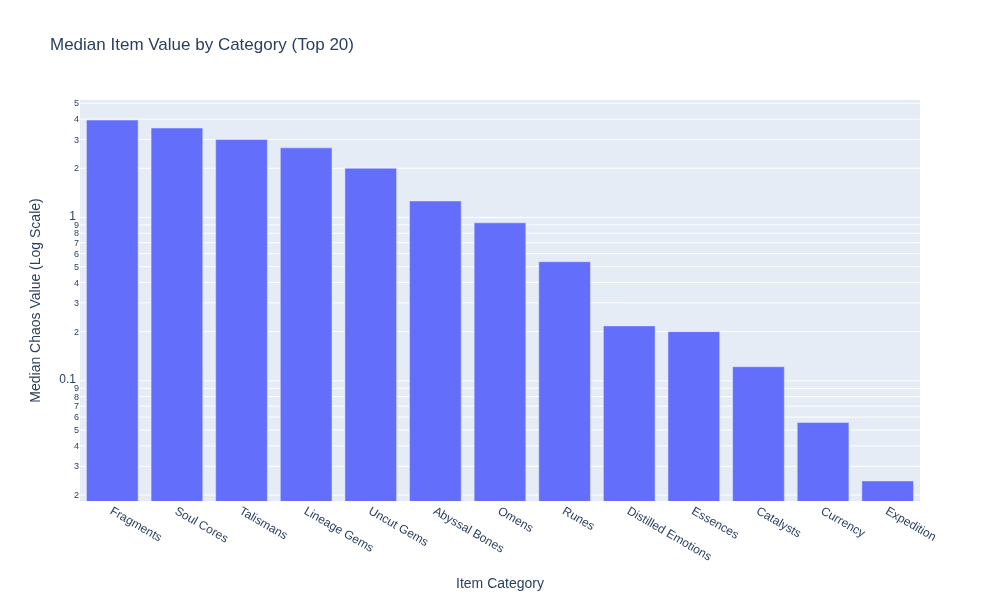 Median Item Value by Category (Top 20)
Median Chaos Value (Log Scale)
5
4
3
2
1
9
8
7
6
5
4
3
2
0.1
9
8
7
6
5
4
3
2
Fragments
Soul Cores
Talismans
Lineage Gems
Uncut Gems
Abyssal Bones
Omens
Runes
Distilled Emotions
Essences
Catalysts
Currency
Expedition
Item Category